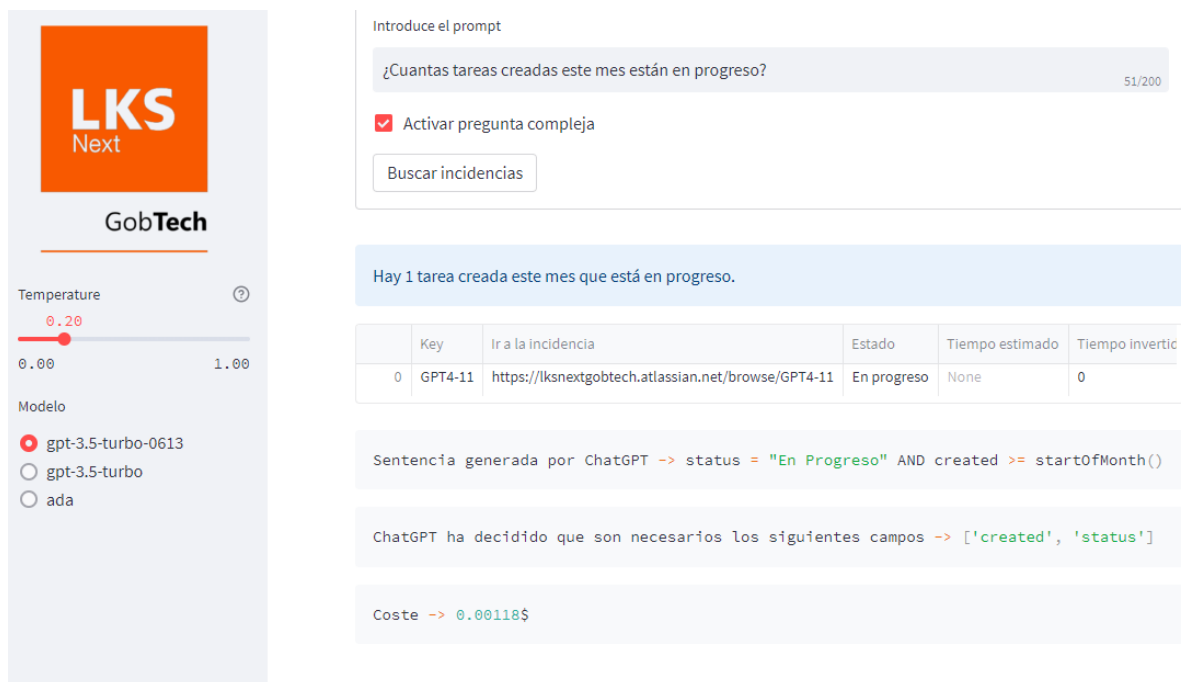 LKS
Next
GobTech
Temperature
0.20
0.00 1.00
Modelo
gpt-3.5-turbo-0613
gpt-3.5-turbo
ada
Introduce el prompt
¿Cuantas tareas creadas este mes están en progreso?
51/200
Activar pregunta compleja
Buscar incidencias
Hay 1 tarea creada este mes que está en progreso.
Key Ir a la incidencia Estado Tiempo estimado Tiempo invertid
0 GPT4-11 https://lksnextgobtech.atlassian.net/browse/GPT4-11 En progreso None 0
Sentencia generada por ChatGPT -> status = "En Progreso" AND created >= startOfMonth()
ChatGPT ha decidido que son necesarios los siguientes campos -> ['created', 'status']
Coste -> 0.00118$